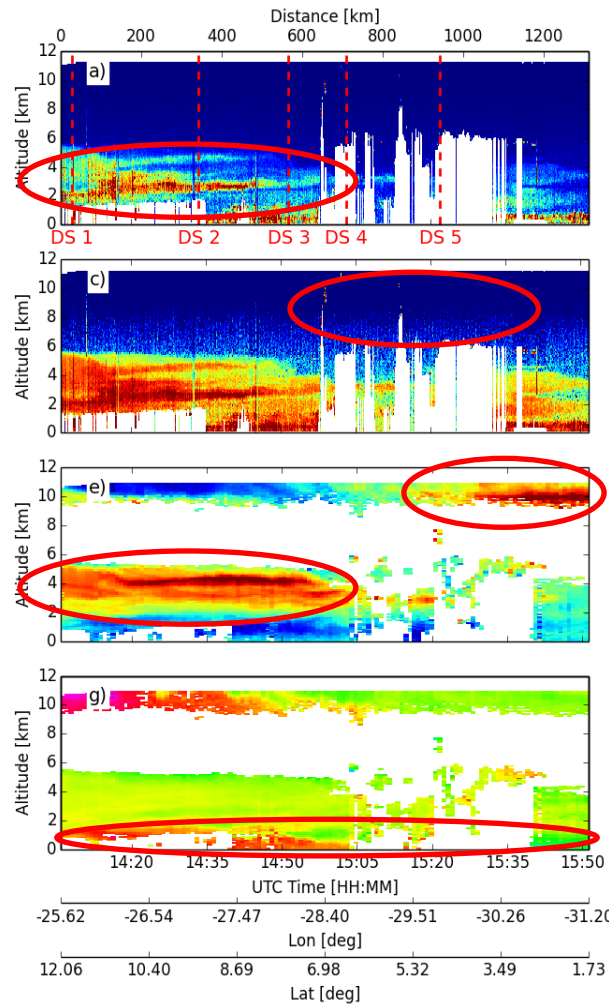 Distance [km]
0 200 400 600 800 1000 1200
12
10
8
6
4
2
0
Altitude [km]
a)
DS 1 DS 2 DS 3 DS 4 DS 5
12
10
8
6
4
2
0
Altitude [km]
c)
12
10
8
6
4
2
0
Altitude [km]
e)
12
10
8
6
4
2
0
Altitude [km]
g)
14:20 14:35 14:50 15:05 15:20 15:35 15:50
UTC Time [HH:MM]
-25.62 -26.54 -27.47 -28.40 -29.51 -30.26 -31.20
Lon [deg]
12.06 10.40 8.69 6.98 5.32 3.49 1.73
Lat [deg]